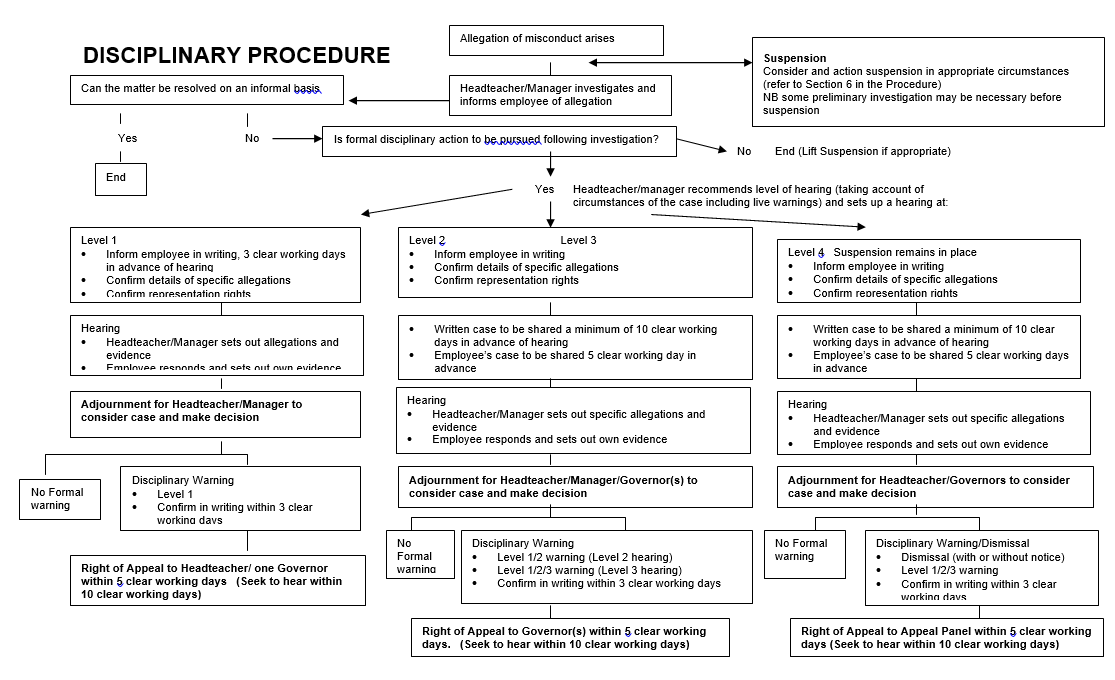 DISCIPLINARY PROCEDURE
Allegation of misconduct arises
Suspension
Consider and action suspension in appropriate circumstances
(refer to Section 6 in the Procedure)
NB some preliminary investigation may be necessary before
suspension
Can the matter be resolved on an informal basis
Headteacher/Manager investigates and
informs employee of allegation
Yes
No
Is formal disciplinary action to be pursued following investigation?
No End (Lift Suspension if appropriate)
End
Yes
Headteacher/manager recommends level of hearing (taking account of
circumstances of the case including live warnings) and sets up a hearing at:
Level 1
• Inform employee in writing, 3 clear working days
in advance of hearing
• Confirm details of specific allegations
• Confirm representation rights
Hearing
• Headteacher/Manager sets out allegations and
evidence
• Employee responds and sets out own evidence
Adjournment for Headteacher/Manager to
consider case and make decision
No Formal
warning
Disciplinary Warning
• Level 1
• Confirm in writing within 3 clear
working days
Right of Appeal to Headteacher/ one Governor
within 5 clear working days (Seek to hear within
10 clear working days)
Level 2 Level 3
• Inform employee in writing
• Confirm details of specific allegations
• Confirm representation rights
• Written case to be shared a minimum of 10 clear working
days in advance of hearing
• Employee's case to be shared 5 clear working day in
advance
Hearing
• Headteacher/Manager sets out specific allegations and
evidence
• Employee responds and sets out own evidence
Adjournment for Headteacher/Manager/Governor(s) to
consider case and make decision
No
Formal
warning
Disciplinary Warning
• Level 1/2 warning (Level 2 hearing)
• Level 1/2/3 warning (Level 3 hearing)
• Confirm in writing within 3 clear working days
Right of Appeal to Governor(s) within 5 clear working
days. (Seek to hear within 10 clear working days)
Level 4 Suspension remains in place
• Inform employee in writing
• Confirm details of specific allegations
• Confirm representation rights
• Written case to be shared a minimum of 10 clear
working days in advance of hearing
• Employee's case to be shared 5 clear working days
in advance
Hearing
• Headteacher/Manager sets out specific allegations
and evidence
• Employee responds and sets out own evidence
Adjournment for Headteacher/Governors to consider
case and make decision
No Formal
warning
Disciplinary Warning/Dismissal
• Dismissal (with or without notice)
• Level 1/2/3 warning
• Confirm in writing within 3 clear
working days
Right of Appeal to Appeal Panel within 5 clear working
days (Seek to hear within 10 clear working days)